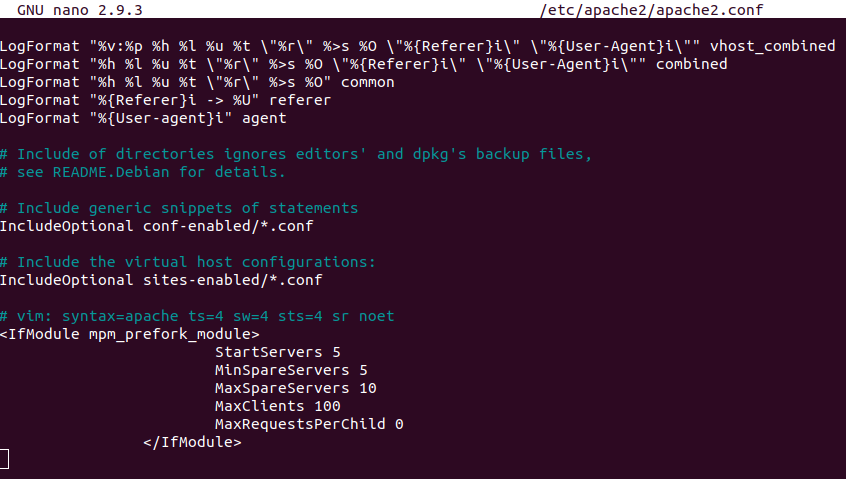 GNU nano 2.9.3 /etc/apache2/apache2.conf
LogFormat "%v:%p %h %l %u %t \"%r\" %>s %O \"%{Referer}i\" \"%{User-Agent}i\"" vhost_combined
LogFormat "%h %l %u %t \"%r\" %>s %O \"%{Referer}i\" \"%{User-Agent}i\"" combined
LogFormat "%h %l %u %t \"%r\" %>s %O" common
LogFormat "%{Referer}i -> %U" referer
LogFormat "%{User-agent}i" agent
# Include of directories ignores editors' and dpkg's backup files,
# see README.Debian for details.
# Include generic snippets of statements
IncludeOptional conf-enabled/*.conf
# Include the virtual host configurations:
IncludeOptional sites-enabled/*.conf
# vim: syntax=apache ts=4 sw=4 sts=4 sr noet
<IfModule mpm_prefork_module>
StartServers 5
MinSpareServers 5
MaxSpareServers 10
MaxClients 100
MaxRequestsPerChild 0
</IfModule>